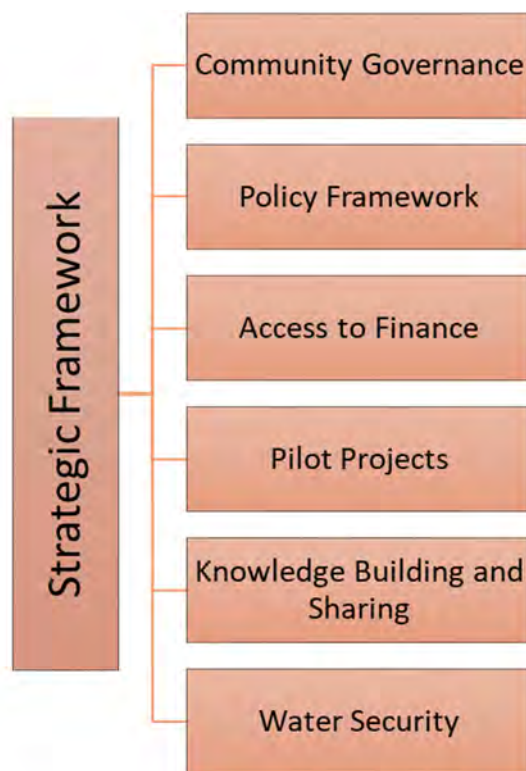 Strategic Framework
Community Governance
Policy Framework
Access to Finance
Pilot Projects
Knowledge Building and
Sharing
Water Security